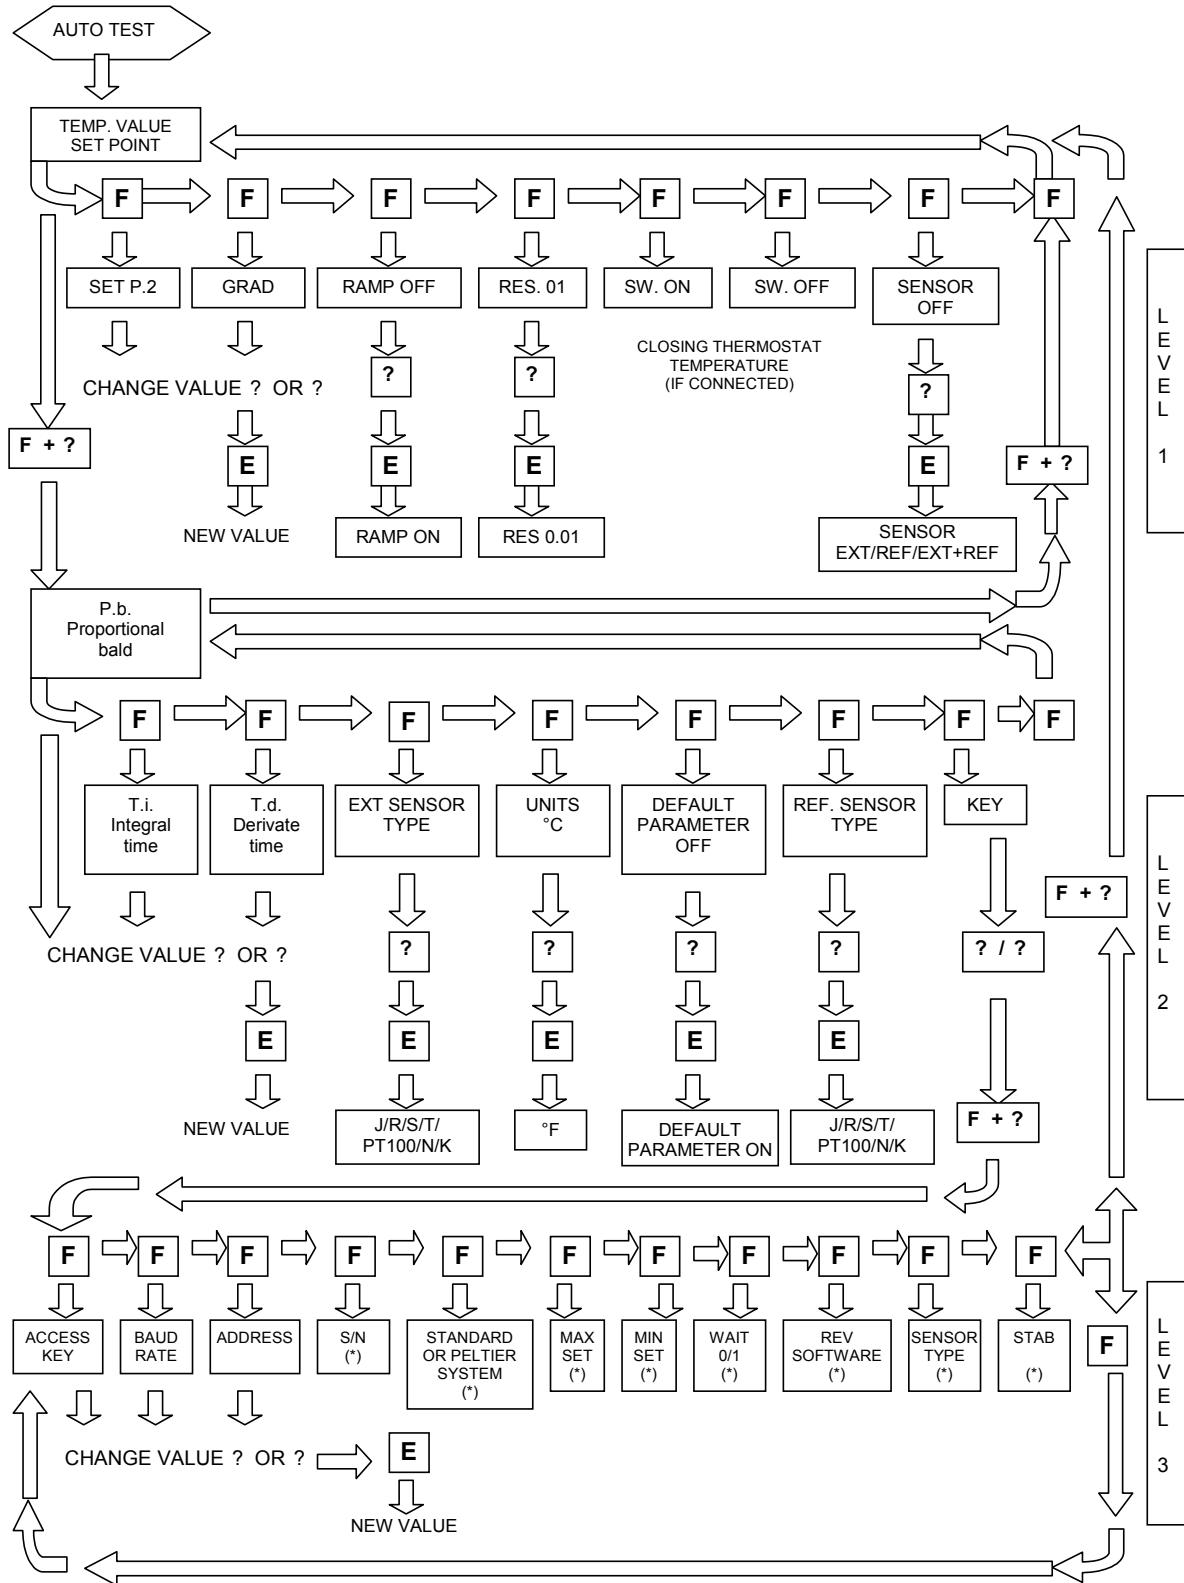 AUTO TEST
TEMP. VALUE
SET POINT
F F F F F F F F
SET P.2
GRAD
RAMP OFF
RES. 01
SW. ON
SW. OFF
SENSOR
OFF
CLOSING THERMOSTAT
TEMPERATURE
(IF CONNECTED)
? ? ?
CHANGE VALUE ? OR ?
F + ?
E E E E
F + ?
NEW VALUE
RAMP ON
RES 0.01
SENSOR
EXT/REF/EXT+REF
LEVEL 1
P.b.
Proportional
bald
F F F F F F F F
T.i.
Integral
time
T.d.
Derivate
time
EXT SENSOR
TYPE
UNITS
°C
DEFAULT
PARAMETER
OFF
REF. SENSOR
TYPE
KEY
F + ?
CHANGE VALUE ? OR ?
? ? ? ? ? / ?
E E E E E
NEW VALUE
J/R/S/T/
PT100/N/K
°F
DEFAULT
PARAMETER ON
J/R/S/T/
PT100/N/K
F + ?
LEVEL 2
F F F F F F F F F F F
ACCESS
KEY
BAUD
RATE
ADDRESS
S/N
(*)
STANDARD
OR PELTIER
SYSTEM
(*)
MAX
SET
(*)
MIN
SET
(*)
WAIT
0/1
(*)
REV
SOFTWARE
(*)
SENSOR
TYPE
(*)
STAB
(*)
F
CHANGE VALUE ? OR ?
E
NEW VALUE
LEVEL 3